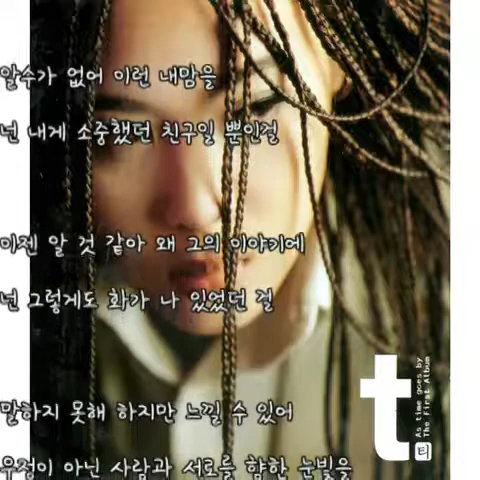 알수가 없어 이런 내맘을
넌 내게 소중했던 친구일 뿐인걸
이젠 알 것 같아 왜 그의 이야기에
넌 그렇게도 화가 나 있었던 걸
말하지 못해 하지만 느낄 수 있어
우정이 아닌 사람과 서로를 향한 눈빛을
t
티
As time goes by
The First Album